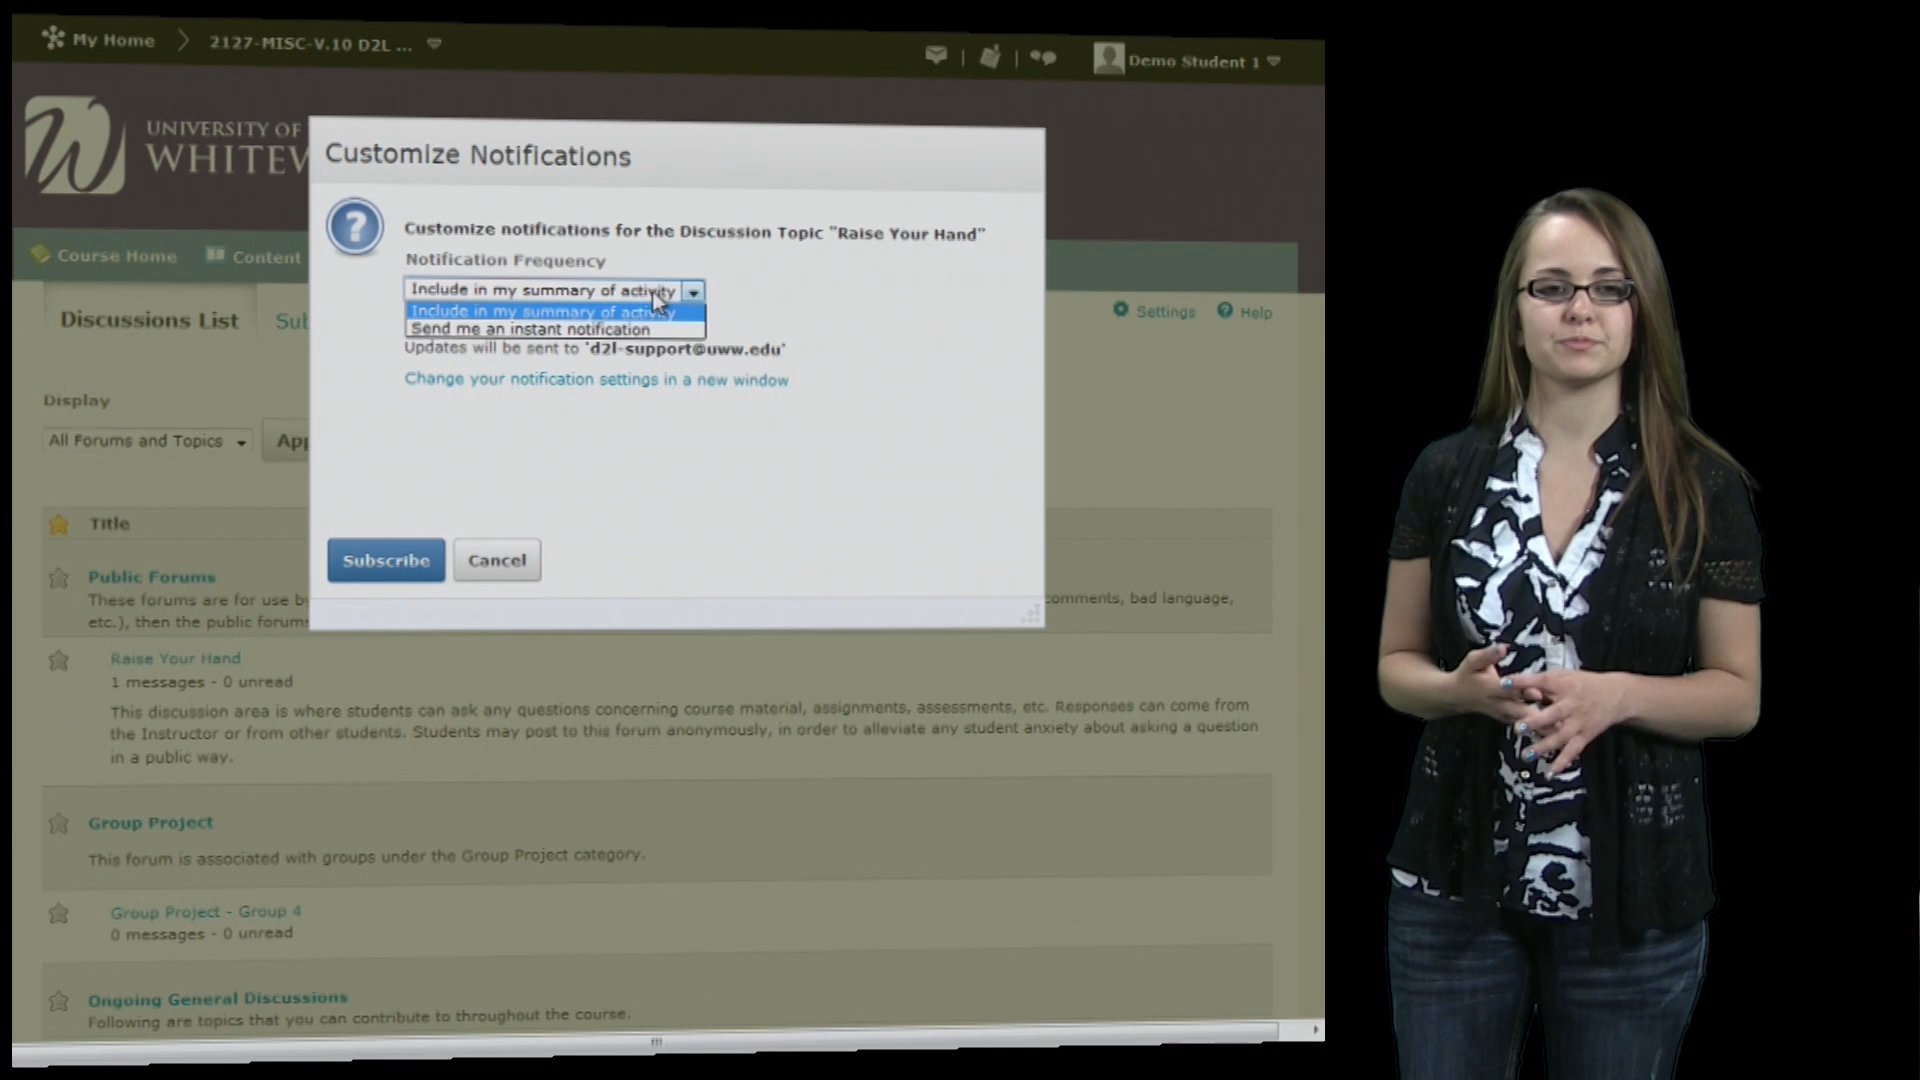 My Home
2127-MISC-V.10 D2L ...
Demo Student 1
UNIVERSITY OF
WHITEW
Customize Notifications
Customize notifications for the Discussion Topic "Raise Your Hand"
Notification Frequency
Include in my summary of activity
Include in my summary of activity
Send me an instant notification
Updates will be sent to 'd2l-support@uww.edu'
Change your notification settings in a new window
Subscribe
Cancel
Course Home
Content
Discussions List
Sub
Settings
Help
Display
All Forums and Topics
App
Title
Public Forums
These forums are for use by
comments, bad language,
etc.), then the public forums
Raise Your Hand
1 messages - 0 unread
This discussion area is where students can ask any questions concerning course material, assignments, assessments, etc. Responses can come from
the Instructor or from other students. Students may post to this forum anonymously, in order to alleviate any student anxiety about asking a question
in a public way.
Group Project
This forum is associated with groups under the Group Project category.
Group Project - Group 4
0 messages - 0 unread
Ongoing General Discussions
Following are topics that you can contribute to throughout the course.